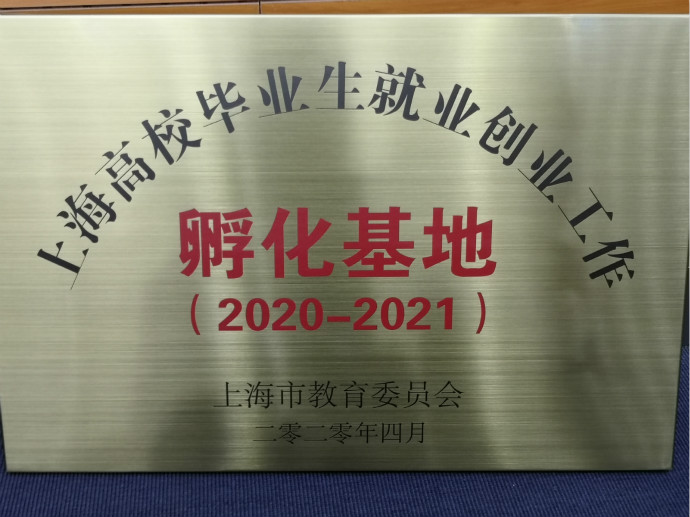 上海高校毕业生就业创业工作
孵化基地
（2020-2021）
上海市教育委员会
二零二零年四月